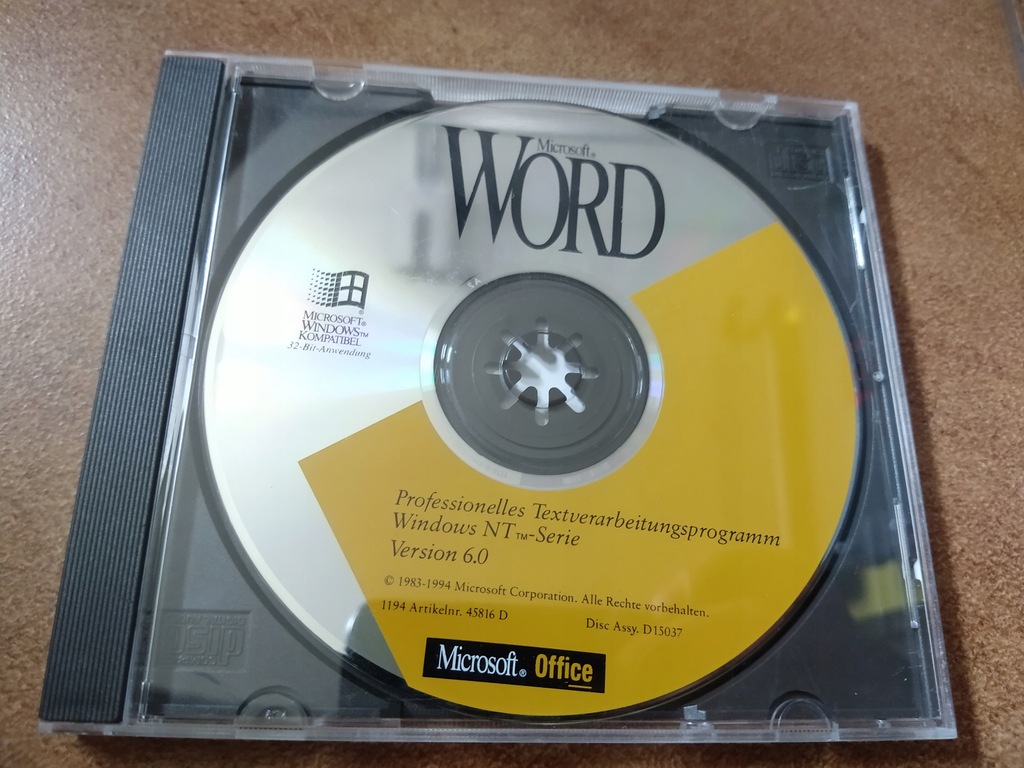 Microsoft®
WORD
MICROSOFT®
WINDOWS™
KOMPATIBEL
32-Bit-Anwendung
Professionelles Textverarbeitungsprogramm
Windows NT™-Serie
Version 6.0
© 1983-1994 Microsoft Corporation. Alle Rechte vorbehalten.
1194 Artikelnr. 45816 D
Disc Assy. D15037
Microsoft® Office